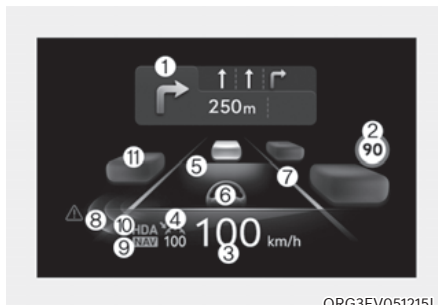 ①
250m
②
90
⑪
⑤
⑦
⑥
⑧ ⑩ HDA ④ 100 km/h
⑨ NAV 100 ③
ORG3EV051215L